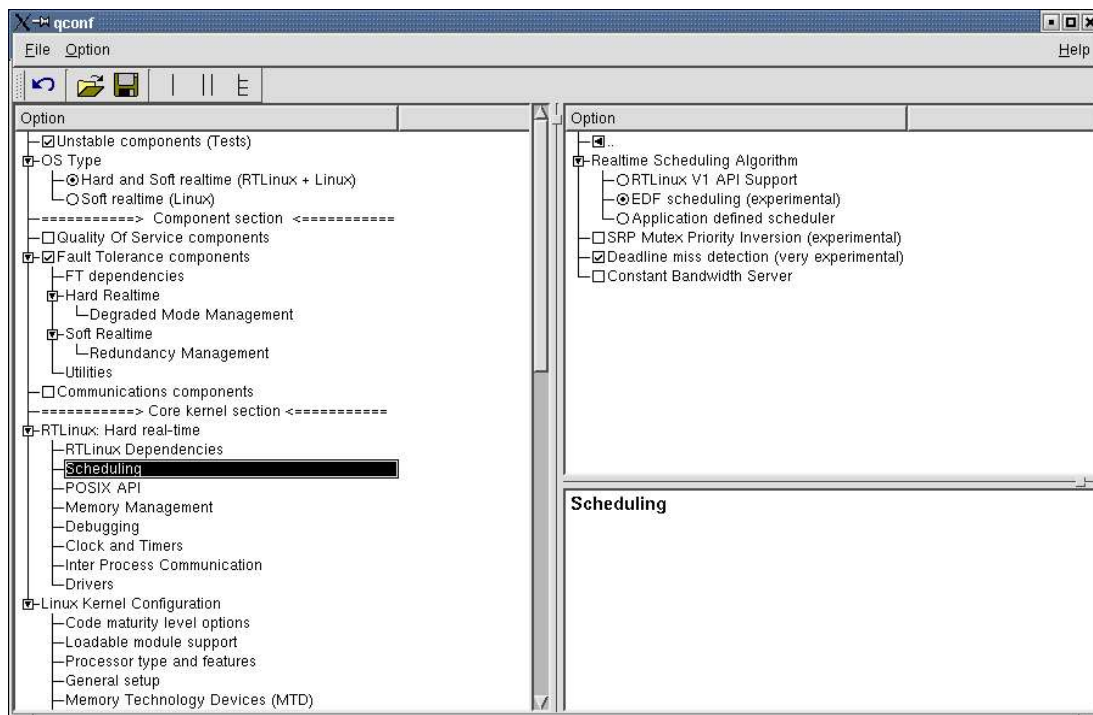 qconf
File Option Help
Option
Unstable components (Tests)
OS Type
Hard and Soft realtime (RTLinux + Linux)
Soft realtime (Linux)
===========> Component section <===========
Quality Of Service components
Fault Tolerance components
FT dependencies
Hard Realtime
Degraded Mode Management
Soft Realtime
Redundancy Management
Utilities
Communications components
===========> Core kernel section <===========
RTLinux: Hard real-time
RTLinux Dependencies
Scheduling
POSIX API
Memory Management
Debugging
Clock and Timers
Inter Process Communication
Drivers
Linux Kernel Configuration
Code maturity level options
Loadable module support
Processor type and features
General setup
Memory Technology Devices (MTD)
Option
..
Realtime Scheduling Algorithm
RTLinux V1 API Support
EDF scheduling (experimental)
Application defined scheduler
SRP Mutex Priority Inversion (experimental)
Deadline miss detection (very experimental)
Constant Bandwidth Server
Scheduling